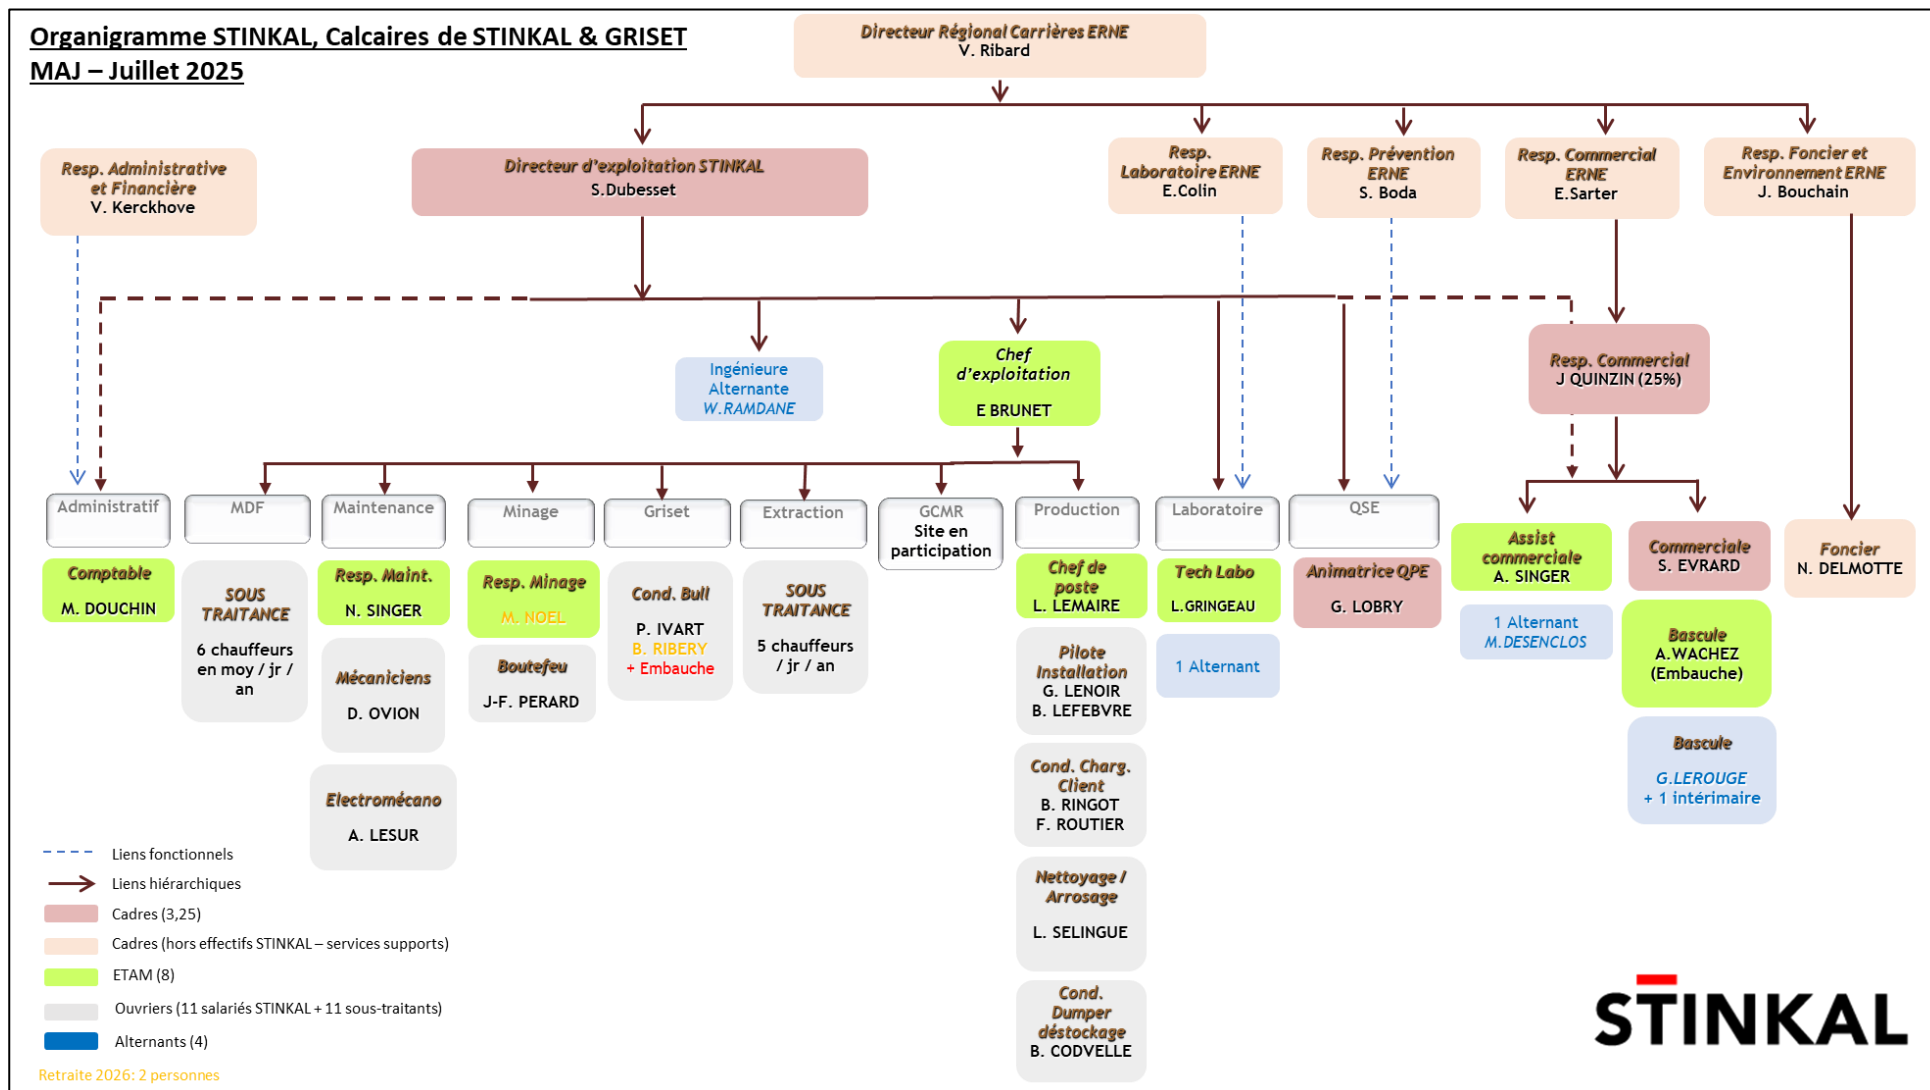 Organigramme STINKAL, Calcaires de STINKAL & GRISET
MAJ – Juillet 2025
Directeur Régional Carrières ERNE
V. Ribard
Resp. Administrative
et Financière
V. Kerckhove
Directeur d'exploitation STINKAL
S.Dubesset
Resp.
Laboratoire ERNE
E.Colin
Resp. Prévention
ERNE
S. Boda
Resp. Commercial
ERNE
E.Sarter
Resp. Foncier et
Environnement ERNE
J. Bouchain
Ingénieure
Alternante
W.RAMDANE
Chef
d'exploitation
E BRUNET
Resp. Commercial
J QUINZIN (25%)
Administratif
Comptable
M. DOUCHIN
MDF
SOUS
TRAITANCE
6 chauffeurs
en moy / jr /
an
Maintenance
Resp. Maint.
N. SINGER
Mécaniciens
D. OVION
Electromécano
A. LESUR
Minage
Resp. Minage
M. NOEL
Boutefeu
J-F. PERARD
Griset
Cond. Bull
P. IVART
B. RIBERY
+ Embauche
Extraction
SOUS
TRAITANCE
5 chauffeurs
/ jr / an
GCMR
Site en
participation
Production
Chef de
poste
L. LEMAIRE
Pilote
Installation
G. LENOIR
B. LEFEBVRE
Cond. Charg.
Client
B. RINGOT
F. ROUTIER
Nettoyage /
Arrosage
L. SELINGUE
Cond.
Dumper
déstockage
B. CODVELLE
Laboratoire
Tech Labo
L.GRINGEAU
1 Alternant
QSE
Animatrice QPE
G. LOBRY
Assist
commerciale
A. SINGER
1 Alternant
M.DESENCLOS
Commerciale
S. EVRARD
Bascule
A.WACHEZ
(Embauche)
Bascule
G.LEROUGE
+ 1 intérimaire
Foncier
N. DELMOTTE
Liens fonctionnels
Liens hiérarchiques
Cadres (3,25)
Cadres (hors effectifs STINKAL – services supports)
ETAM (8)
Ouvriers (11 salariés STINKAL + 11 sous-traitants)
Alternants (4)
Retraite 2026: 2 personnes
STINKAL